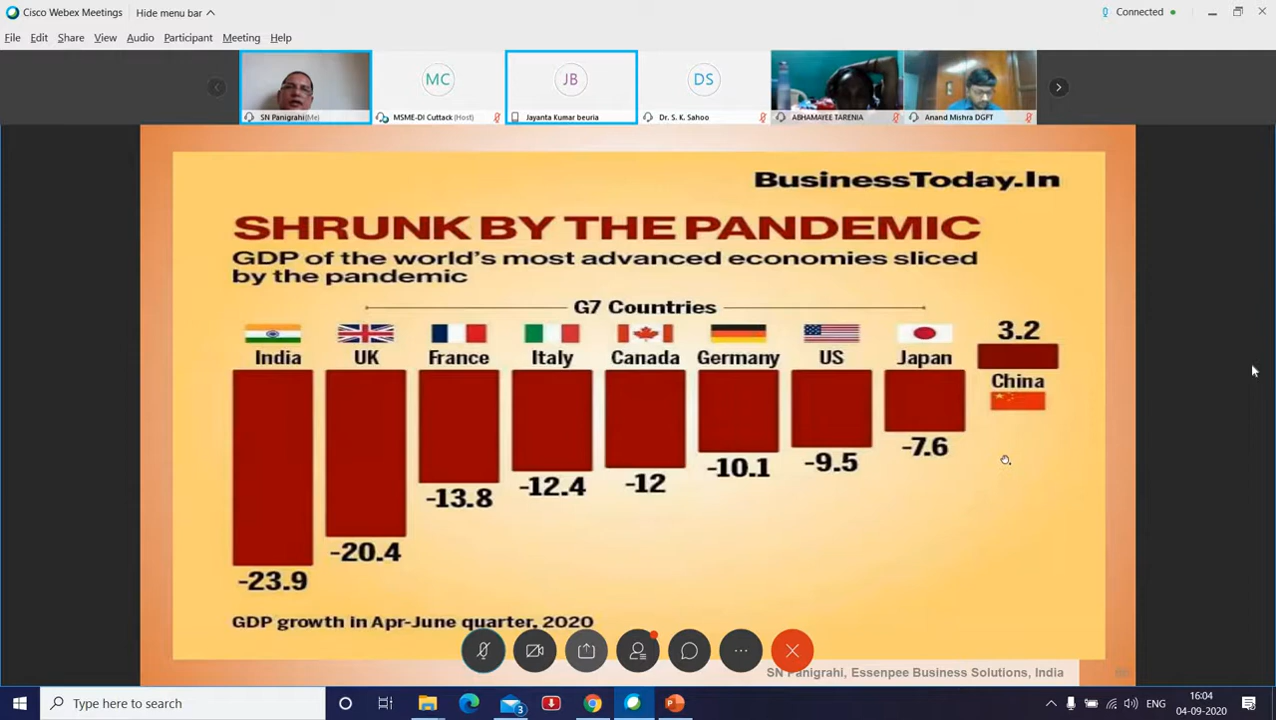 Cisco Webex Meetings
Hide menu bar
Connected
File Edit Share View Audio Participant Meeting Help
MC JB DS
SN Panigrahi(Me) MSME-DI Cuttack (Host) Jayanta Kumar beuria Dr. S. K. Sahoo ABHAMAYEE TARENIA Anand Mishra DGFT
BusinessToday.In
SHRUNK BY THE PANDEMIC
GDP of the world's most advanced economies sliced
by the pandemic
G7 Countries
3.2
India UK France Italy Canada Germany US Japan
China
-7.6
-9.5
-10.1
-12
-12.4
-13.8
-20.4
-23.9
GDP growth in Apr-June quarter, 2020
SN Panigrahi, Essenpee Business Solutions, India
Type here to search
3
ENG
16:04
04-09-2020